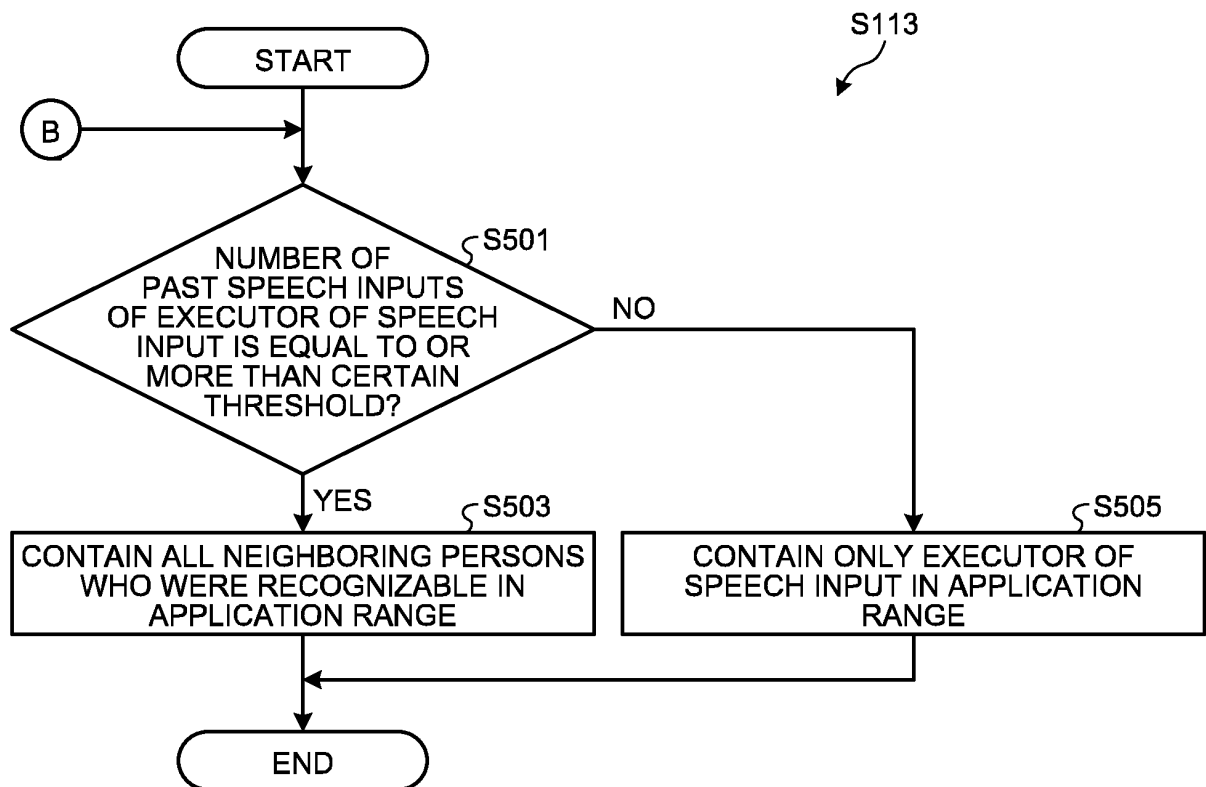 S113
START
B
S501
NUMBER OF
PAST SPEECH INPUTS
OF EXECUTOR OF SPEECH
INPUT IS EQUAL TO OR
MORE THAN CERTAIN
THRESHOLD?
NO
YES
S503
CONTAIN ALL NEIGHBORING PERSONS
WHO WERE RECOGNIZABLE IN
APPLICATION RANGE
S505
CONTAIN ONLY EXECUTOR OF
SPEECH INPUT IN APPLICATION
RANGE
END